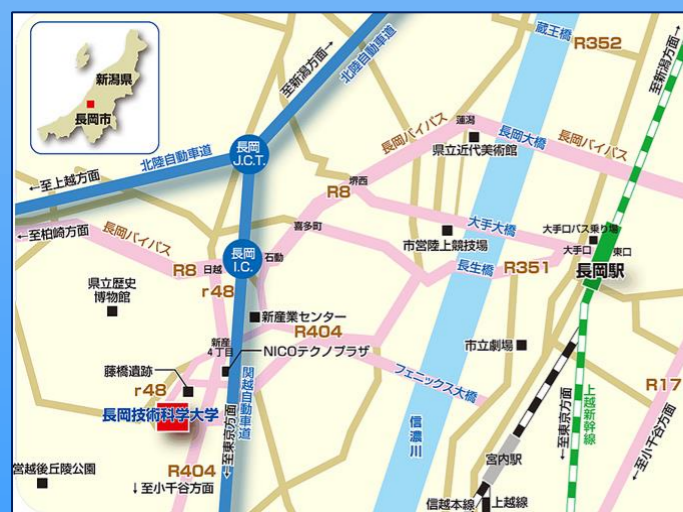 新潟県
長岡市
蔵王橋
R352
至新潟方面→
北陸自動車道
至新潟方面→
蓮潟
長岡バイパス
長岡大橋
長岡バイパス
県立近代美術館
長岡
J.C.T.
北陸自動車道
←至上越方面
堺西
R8
大手大橋
大手口バス乗り場
大手口
東口
長岡駅
喜多町
市営陸上競技場
長生橋
R351
←至柏崎方面
長岡バイパス
長岡
I.C.
石動
R8
日越
県立歴史
博物館
r48
新産業センター
R404
新産
4丁目
NICOテクノプラザ
市立劇場
藤橋遺跡
r48
関越自動車道
フェニックス大橋
R17
長岡技術科学大学
←至東京方面
信濃川
←至東京方面
上越新幹線
←至小千谷方面
宮内駅
R404
↓至小千谷方面
営越後丘陵公園
信越本線
上越線